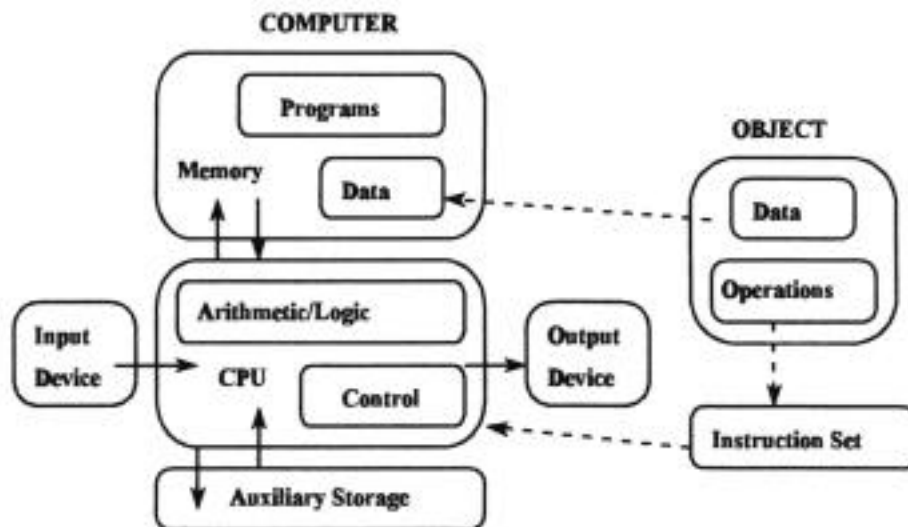 COMPUTER
Programs
Memory
Data
OBJECT
Data
Operations
Arithmetic/Logic
Input
Device
CPU
Control
Output
Device
Instruction Set
Auxiliary Storage